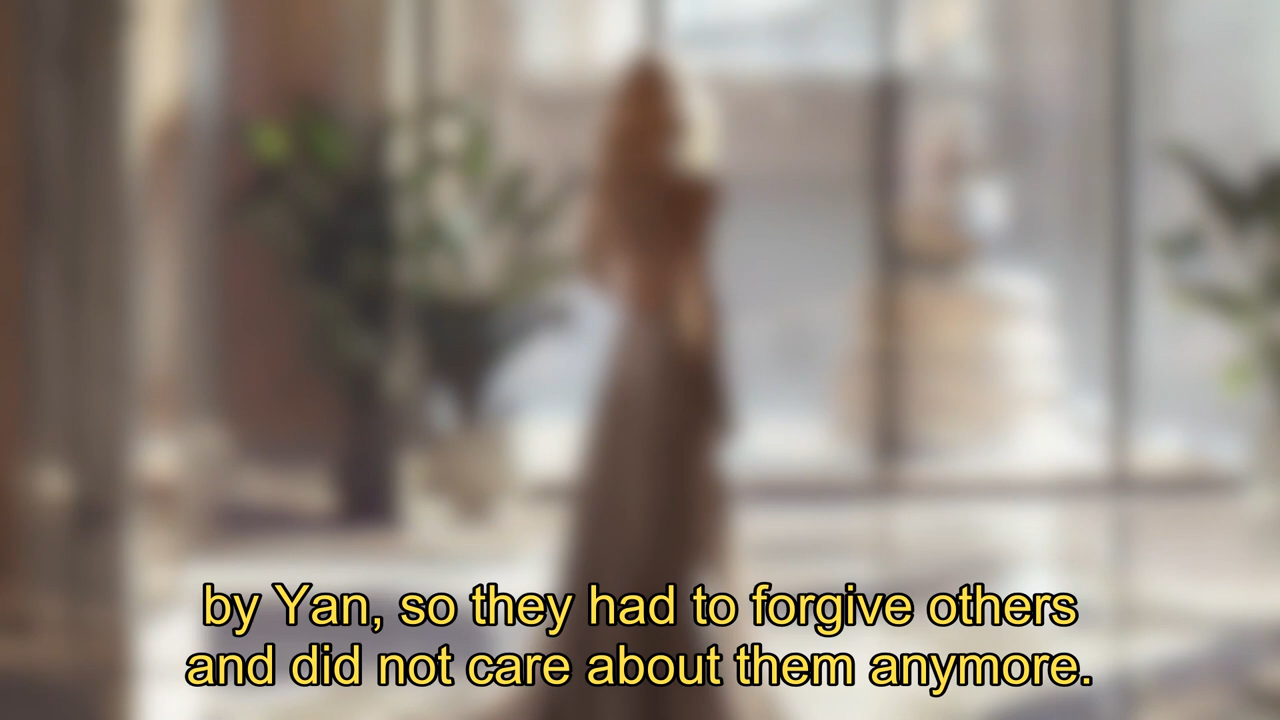 by Yan, so they had to forgive others
and did not care about them anymore.